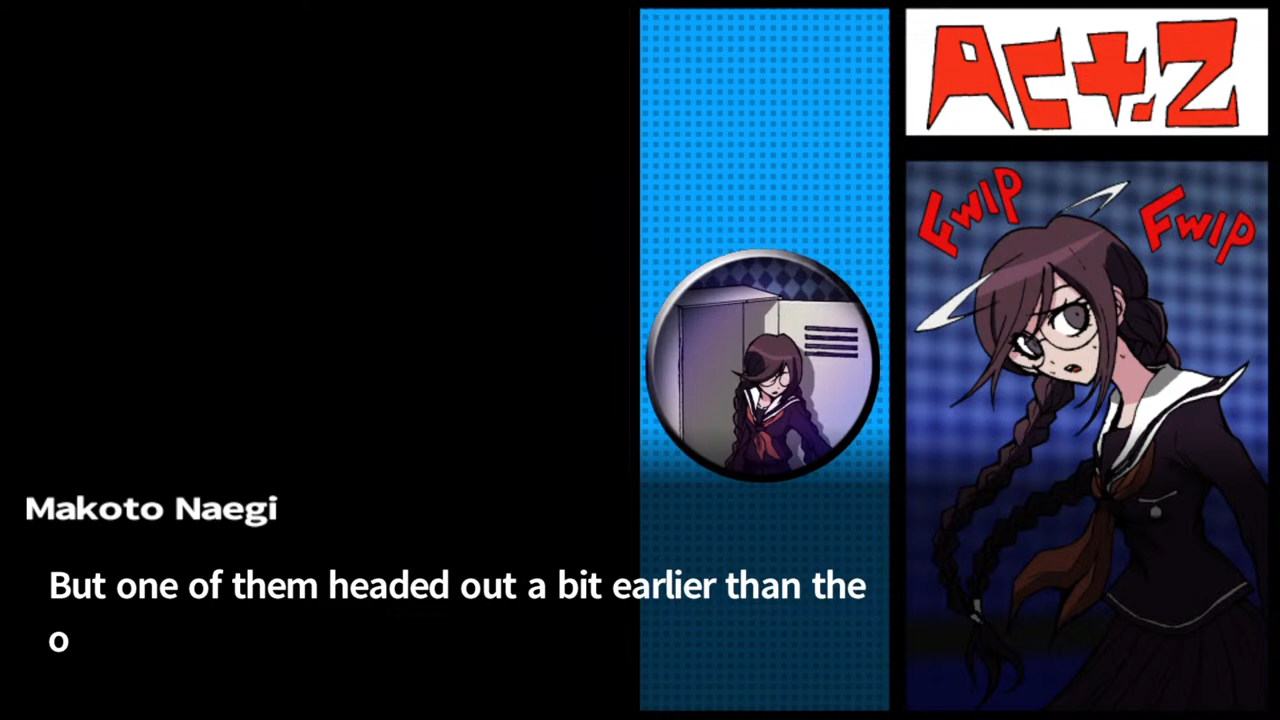 Act.2
FWIP
FWIP
Makoto Naegi
But one of them headed out a bit earlier than the
o